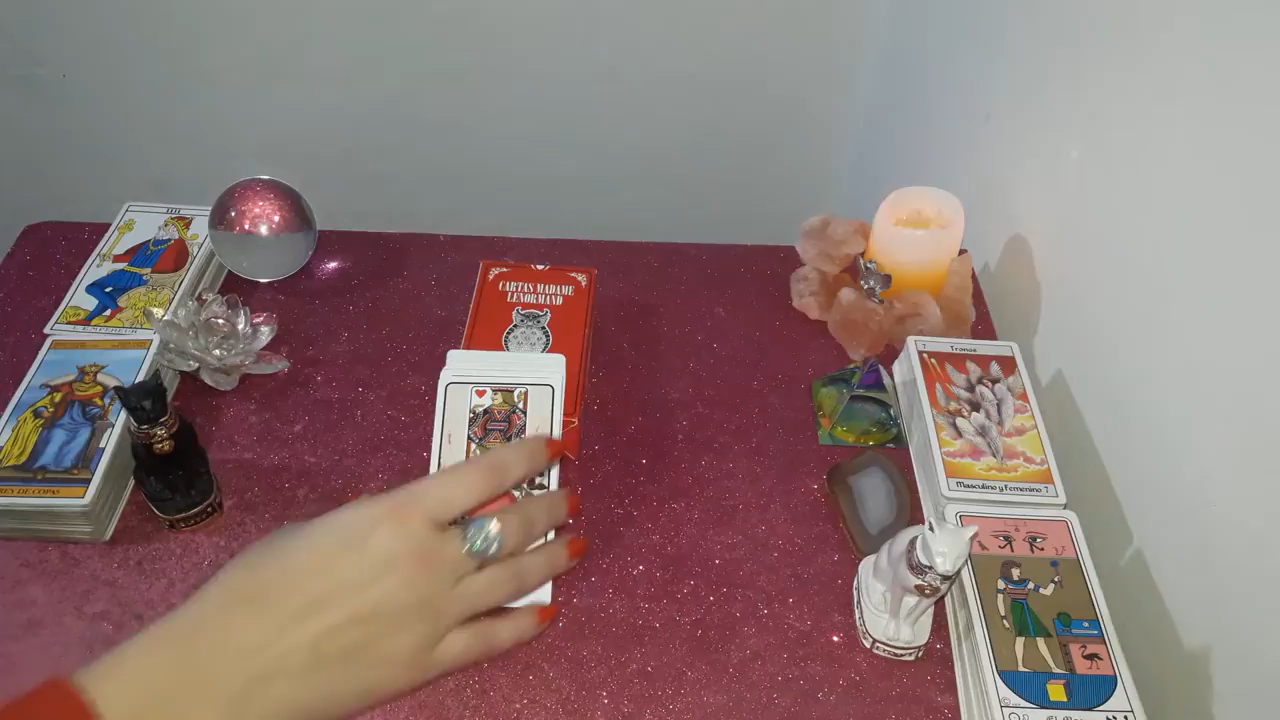 IIII
L'EMPEREUR
REY DE COPAS
CARTAS MADAME
LENORMAND
7 Tronos
Masculino y Femenino 7